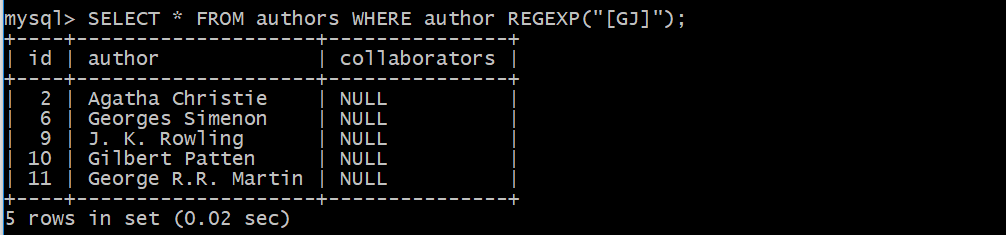 mysql> SELECT * FROM authors WHERE author REGEXP("[GJ]");
+----+--------------------+---------------+
| id | author             | collaborators |
+----+--------------------+---------------+
|  2 | Agatha Christie    | NULL          |
|  6 | Georges Simenon    | NULL          |
|  9 | J. K. Rowling      | NULL          |
| 10 | Gilbert Patten     | NULL          |
| 11 | George R.R. Martin | NULL          |
+----+--------------------+---------------+
5 rows in set (0.02 sec)